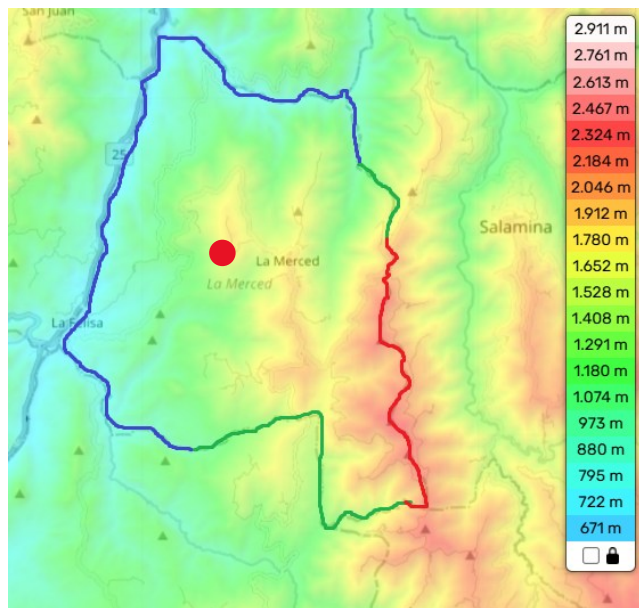 San Juan
25
Salamina
La Merced
La Merced
La Felisa
2.911 m
2.761 m
2.613 m
2.467 m
2.324 m
2.184 m
2.046 m
1.912 m
1.780 m
1.652 m
1.528 m
1.408 m
1.291 m
1.180 m
1.074 m
973 m
880 m
795 m
722 m
671 m